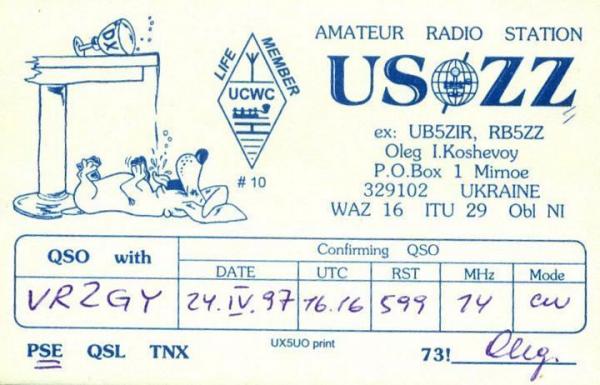 AMATEUR RADIO STATION
US0ZZ
DX
LIFE MEMBER
UCWC
# 10
ex: UB5ZIR, RB5ZZ
Oleg I.Koshevoy
P.O.Box 1 Mirnoe
329102 UKRAINE
WAZ 16 ITU 29 Obl NI
QSO with
Confirming QSO
DATE UTC RST MHz Mode
VR2GY 24.IV.97 16.16 599 14 CW
PSE QSL TNX
UX5UO print
73! Oleg.